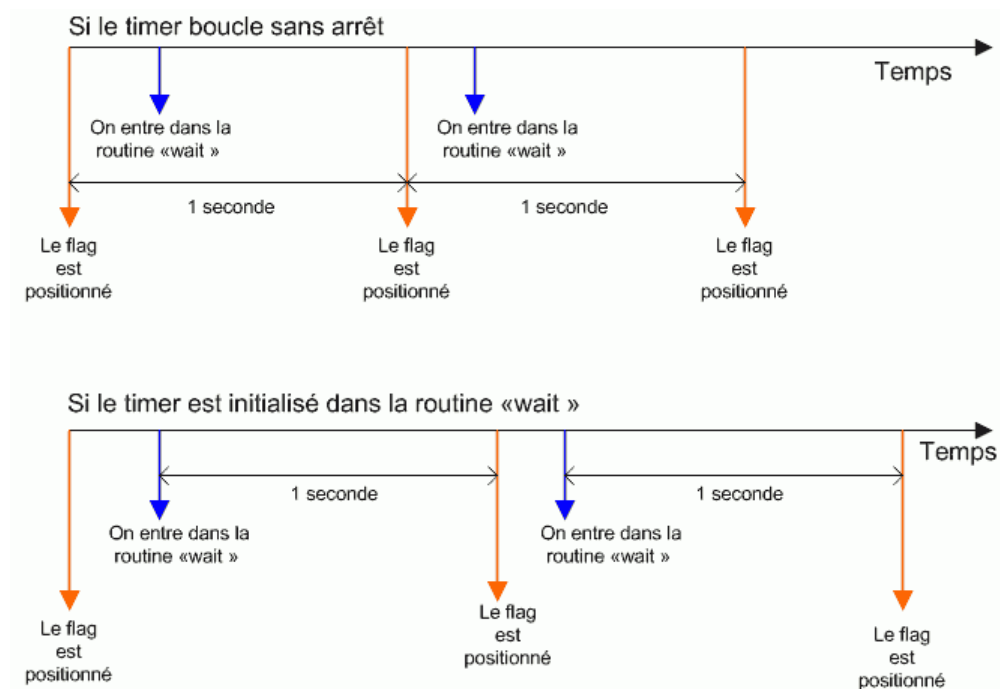 Si le timer boucle sans arrêt
Temps
On entre dans la
routine «wait »
On entre dans la
routine «wait »
1 seconde
1 seconde
Le flag
est
positionné
Le flag
est
positionné
Le flag
est
positionné
Si le timer est initialisé dans la routine «wait »
Temps
1 seconde
1 seconde
On entre dans la
routine «wait »
On entre dans la
routine «wait »
Le flag
est
positionné
Le flag
est
positionné
Le flag
est
positionné